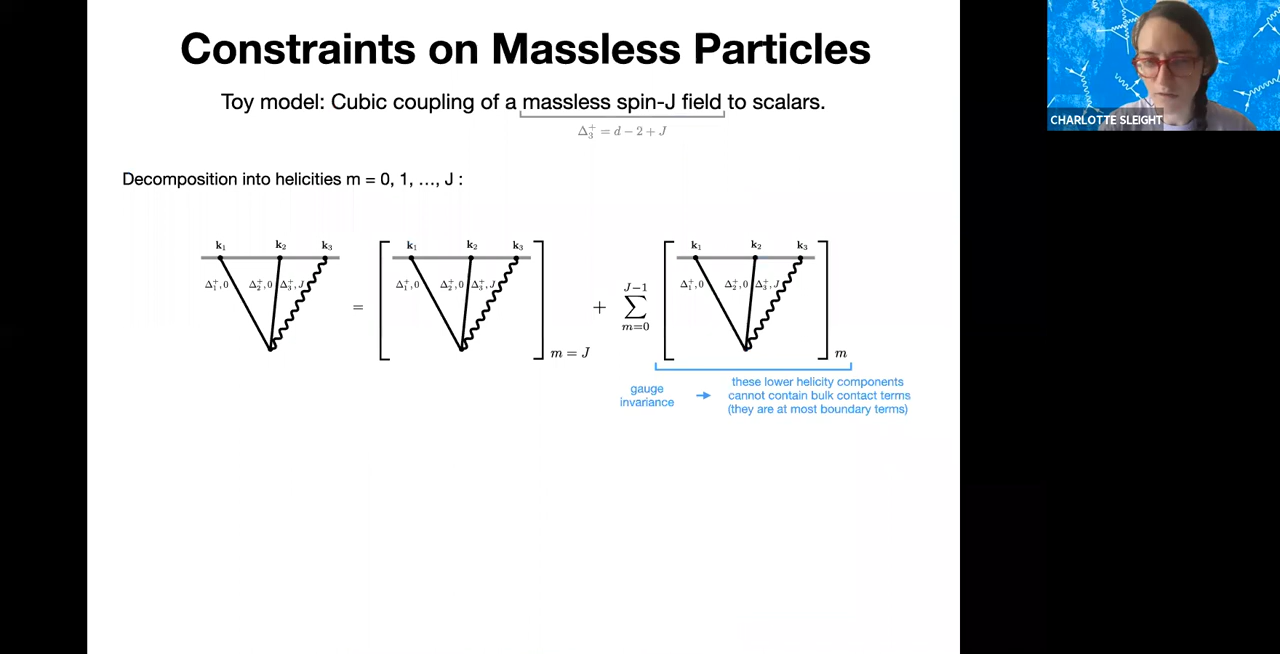 Constraints on Massless Particles
Toy model: Cubic coupling of a massless spin-J field to scalars.
Δ₃⁺ = d − 2 + J
Decomposition into helicities m = 0, 1, …, J :
k₁ k₂ k₃
Δ₁⁺,0 Δ₂⁺,0 Δ₃⁺,J
=
k₁ k₂ k₃
Δ₁⁺,0 Δ₂⁺,0 Δ₃⁺,J
m = J
+
J−1
∑
m=0
k₁ k₂ k₃
Δ₁⁺,0 Δ₂⁺,0 Δ₃⁺,J
m
gauge
invariance
→
these lower helicity components
cannot contain bulk contact terms
(they are at most boundary terms)
CHARLOTTE SLEIGHT